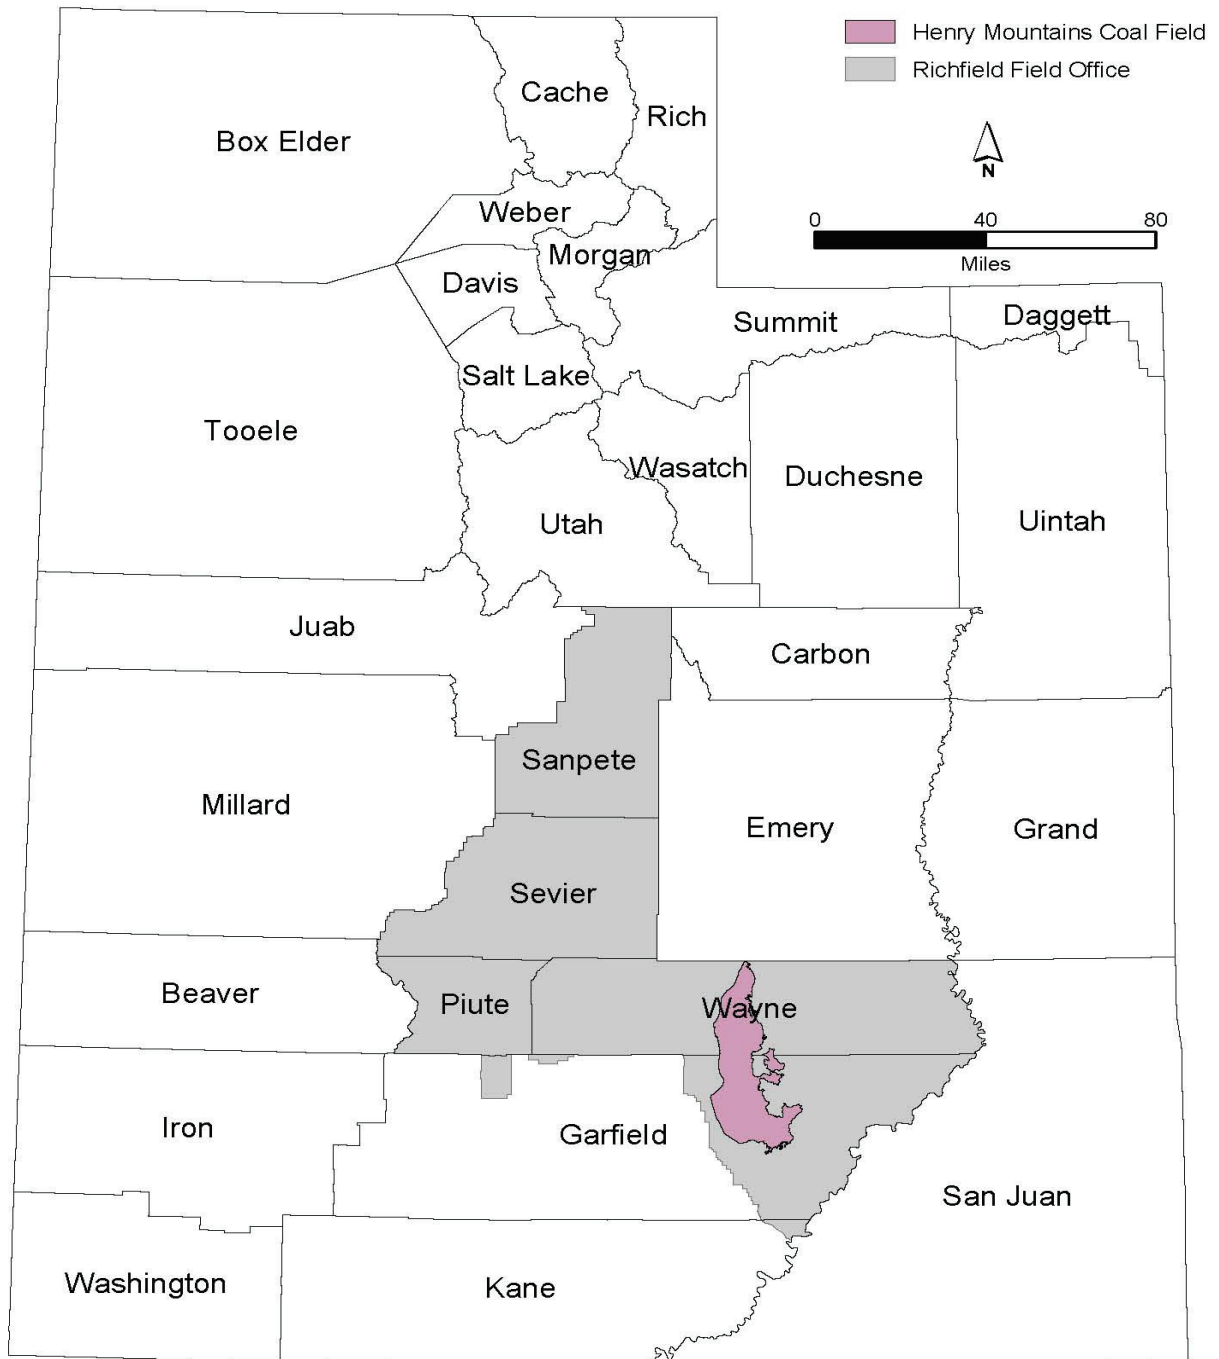 Henry Mountains Coal Field
Richfield Field Office
N
0 40 80
Miles
Cache
Rich
Box Elder
Weber
Morgan
Davis
Summit
Daggett
Salt Lake
Tooele
Wasatch
Duchesne
Utah
Uintah
Juab
Carbon
Sanpete
Millard
Emery
Grand
Sevier
Beaver
Piute
Wayne
Iron
Garfield
San Juan
Washington
Kane